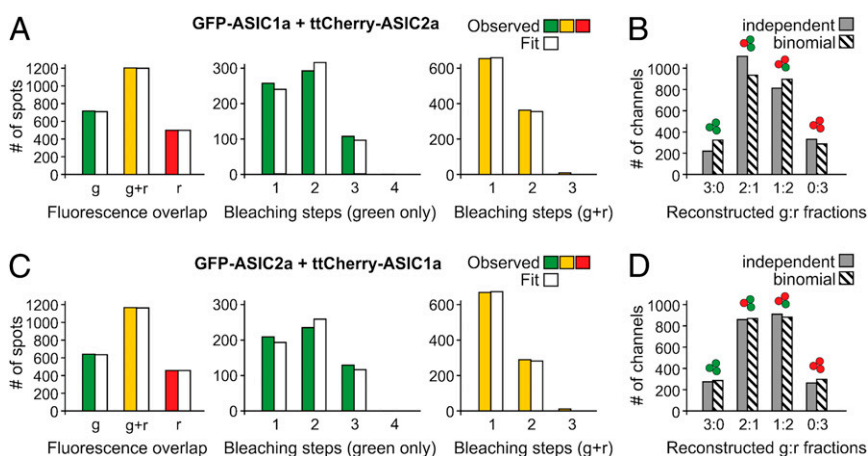 A
GFP-ASIC1a + ttCherry-ASIC2a
Observed
Fit
# of spots
1200
1000
800
600
400
200
0
g g+r r
Fluorescence overlap
300
200
100
0
1 2 3 4
Bleaching steps (green only)
600
400
200
0
1 2 3
Bleaching steps (g+r)
B
independent
binomial
# of channels
1000
800
600
400
200
0
3:0 2:1 1:2 0:3
Reconstructed g:r fractions
C
GFP-ASIC2a + ttCherry-ASIC1a
Observed
Fit
# of spots
1200
1000
800
600
400
200
0
g g+r r
Fluorescence overlap
300
200
100
0
1 2 3 4
Bleaching steps (green only)
600
400
200
0
1 2 3
Bleaching steps (g+r)
D
independent
binomial
# of channels
1000
800
600
400
200
0
3:0 2:1 1:2 0:3
Reconstructed g:r fractions